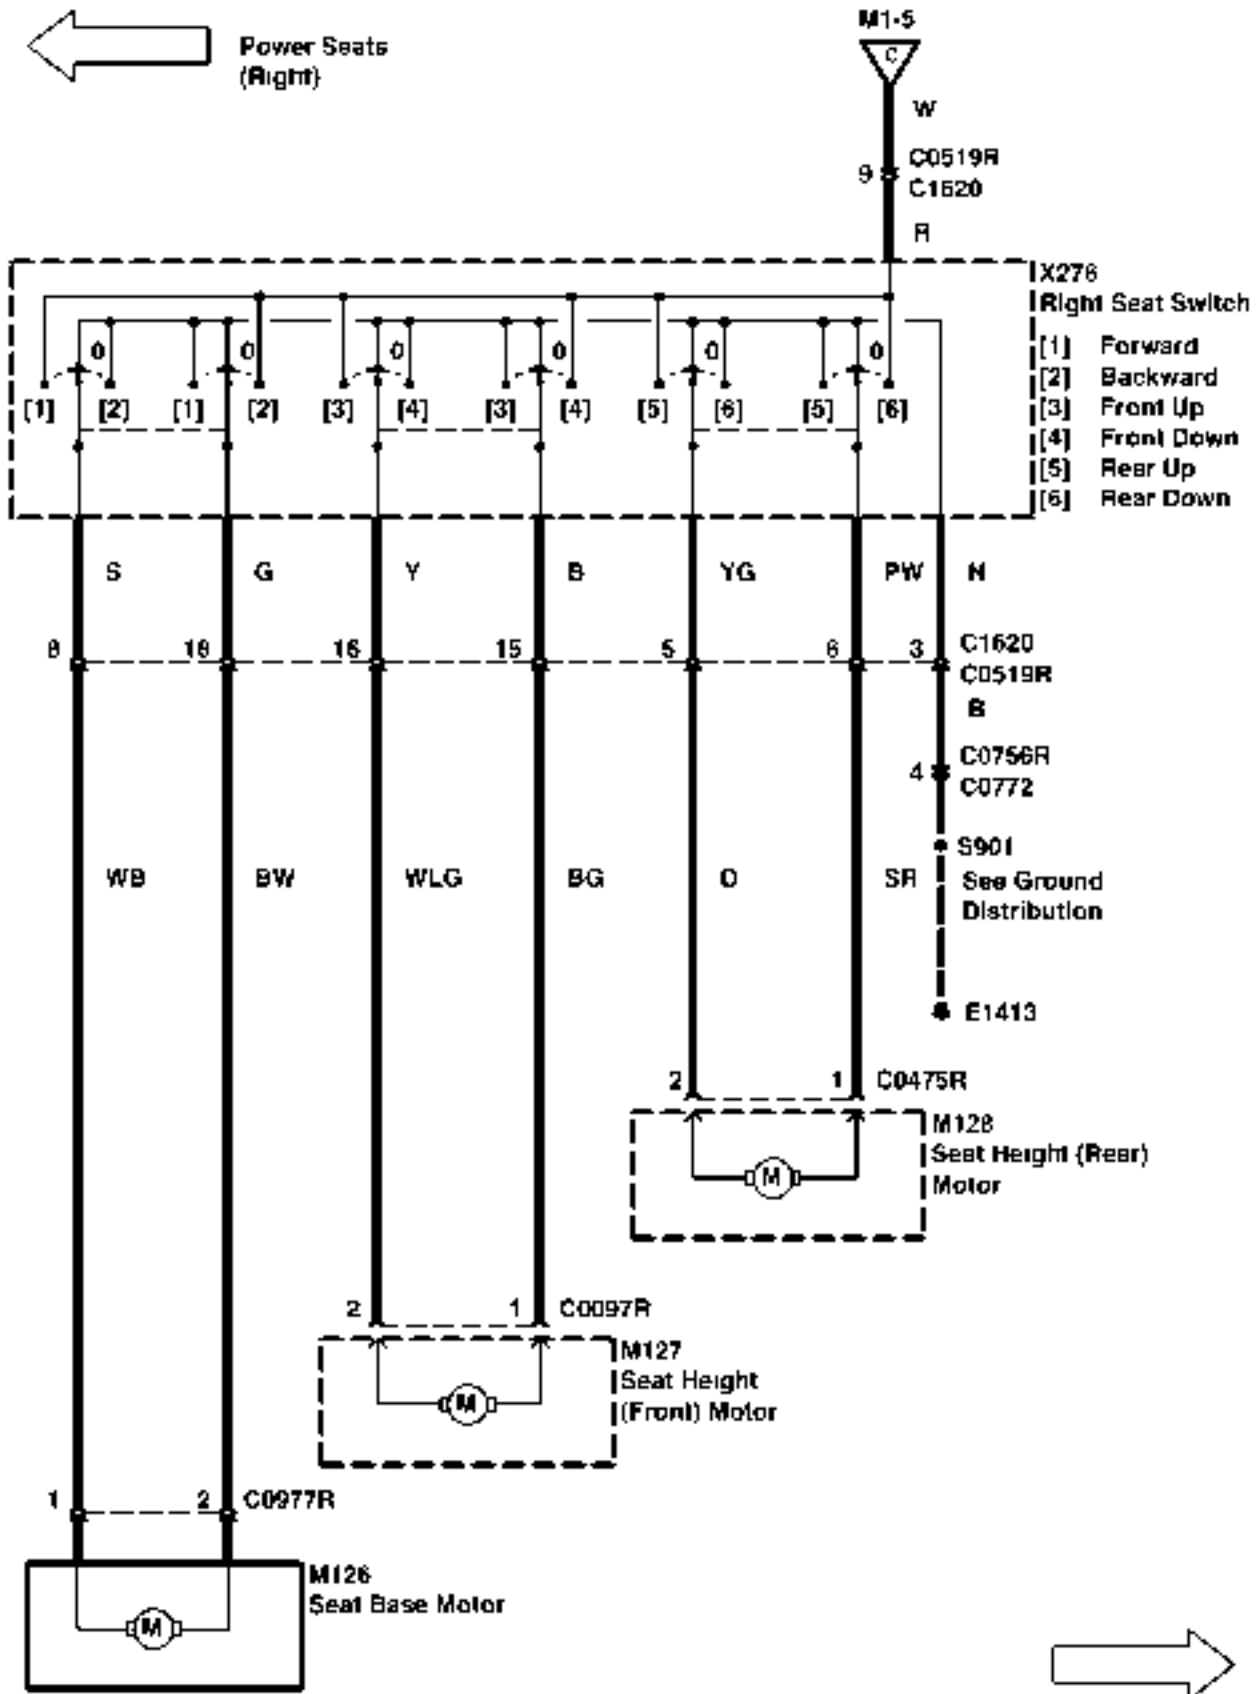 M1-5
Power Seats
(Right)
C
W
9
C0519R
C1620
R
X276
Right Seat Switch
0 0 0 0 0 0
[1] [2] [1] [2] [3] [4] [3] [4] [5] [6] [5] [6]
[1] Forward
[2] Backward
[3] Front Up
[4] Front Down
[5] Rear Up
[6] Rear Down
S G Y B YG PW N
8 18 16 15 5 6 3
C1620
C0519R
B
4
C0756R
C0772
S901
See Ground
Distribution
WB BW WLG BG O SR
E1413
2 1 C0475R
M128
Seat Height (Rear)
Motor
M
2 1 C0097R
M127
Seat Height
(Front) Motor
M
1 2 C0977R
M126
Seat Base Motor
M